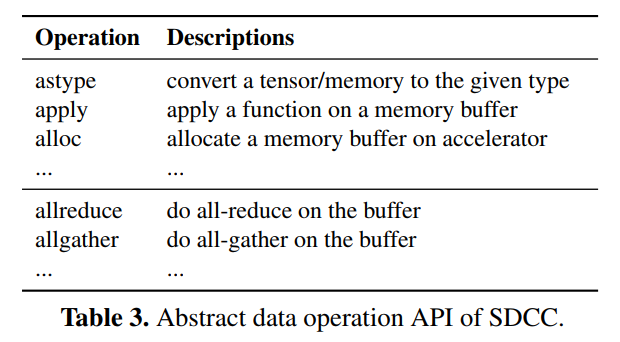 Operation Descriptions
astype convert a tensor/memory to the given type
apply apply a function on a memory buffer
alloc allocate a memory buffer on accelerator
... ...
allreduce do all-reduce on the buffer
allgather do all-gather on the buffer
... ...
Table 3. Abstract data operation API of SDCC.